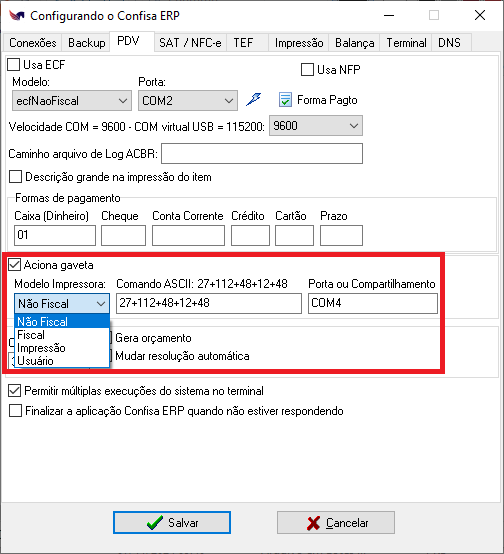 Configurando o Confisa ERP
Conexões Backup PDV SAT / NFC-e TEF Impressão Balança Terminal DNS
Usa ECF
Usa NFP
Modelo: Porta:
ecfNaoFiscal COM2 Forma Pagto
Velocidade COM = 9600 - COM virtual USB = 115200: 9600
Caminho arquivo de Log ACBR:
Descrição grande na impressão do item
Formas de pagamento
Caixa (Dinheiro) Cheque Conta Corrente Crédito Cartão Prazo
01
Aciona gaveta
Modelo Impressora: Comando ASCII: 27+112+48+12+48 Porta ou Compartilhamento
Não Fiscal 27+112+48+12+48 COM4
Não Fiscal
Fiscal
Impressão
Usuário
Gera orçamento
Mudar resolução automática
Permitir múltiplas execuções do sistema no terminal
Finalizar a aplicação Confisa ERP quando não estiver respondendo
Salvar Cancelar